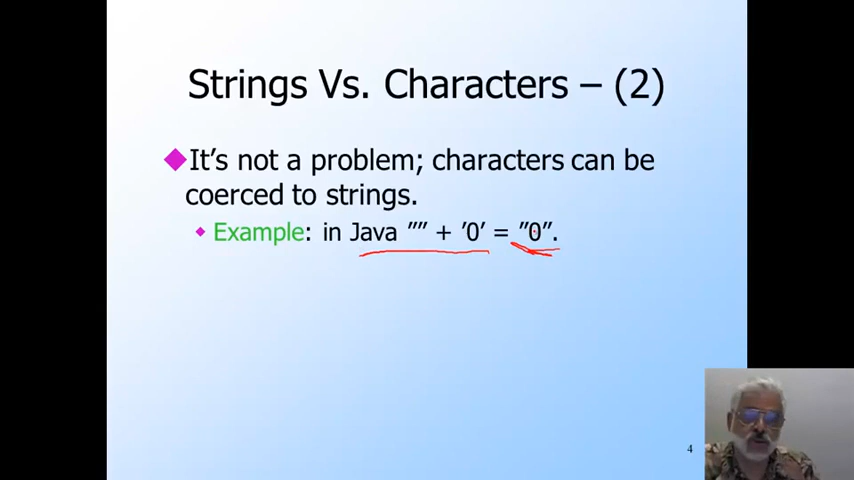 Strings Vs. Characters – (2)
It’s not a problem; characters can be
coerced to strings.
Example: in Java ”” + ’0’ = ”0”.
4